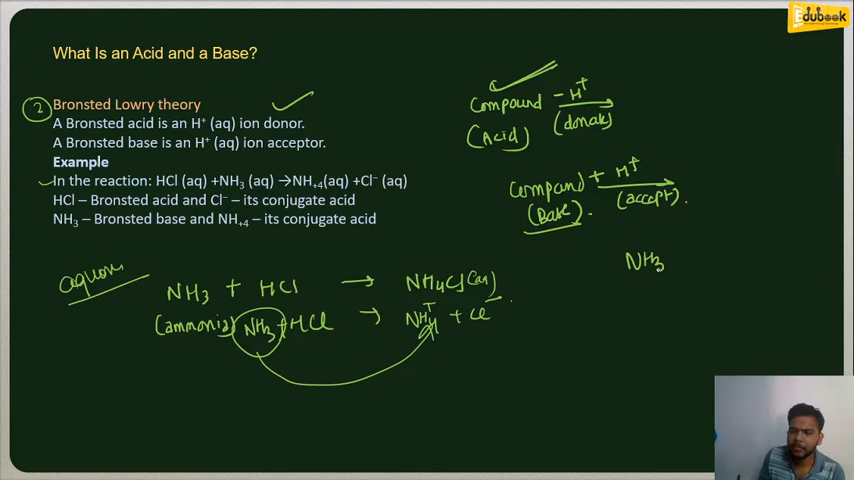 Edubook
What Is an Acid and a Base?
2 Bronsted Lowry theory
A Bronsted acid is an H⁺ (aq) ion donor.
A Bronsted base is an H⁺ (aq) ion acceptor.
Example
In the reaction: HCl (aq) +NH₃ (aq) →NH₊₄(aq) +Cl⁻ (aq)
HCl – Bronsted acid and Cl⁻ – its conjugate acid
NH₃ – Bronsted base and NH₊₄ – its conjugate acid
Compound - H⁺ →
(Acid) (donate)
Compound + H⁺ →
(Base). (accept).
NH₃
NH₃ + HCl → NH₄Cl(aq)
(ammonia) NH₃ + HCl → NH₄⁺ + Cl⁻